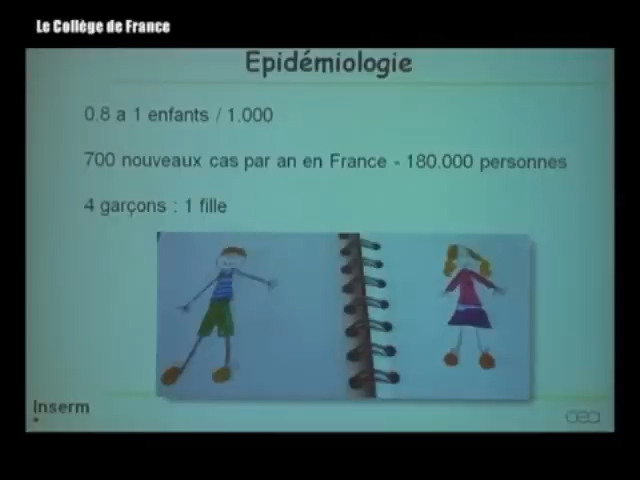 Le Collège de France
Epidémiologie
0.8 a 1 enfants / 1.000
700 nouveaux cas par an en France - 180.000 personnes
4 garçons : 1 fille
Inserm
cea